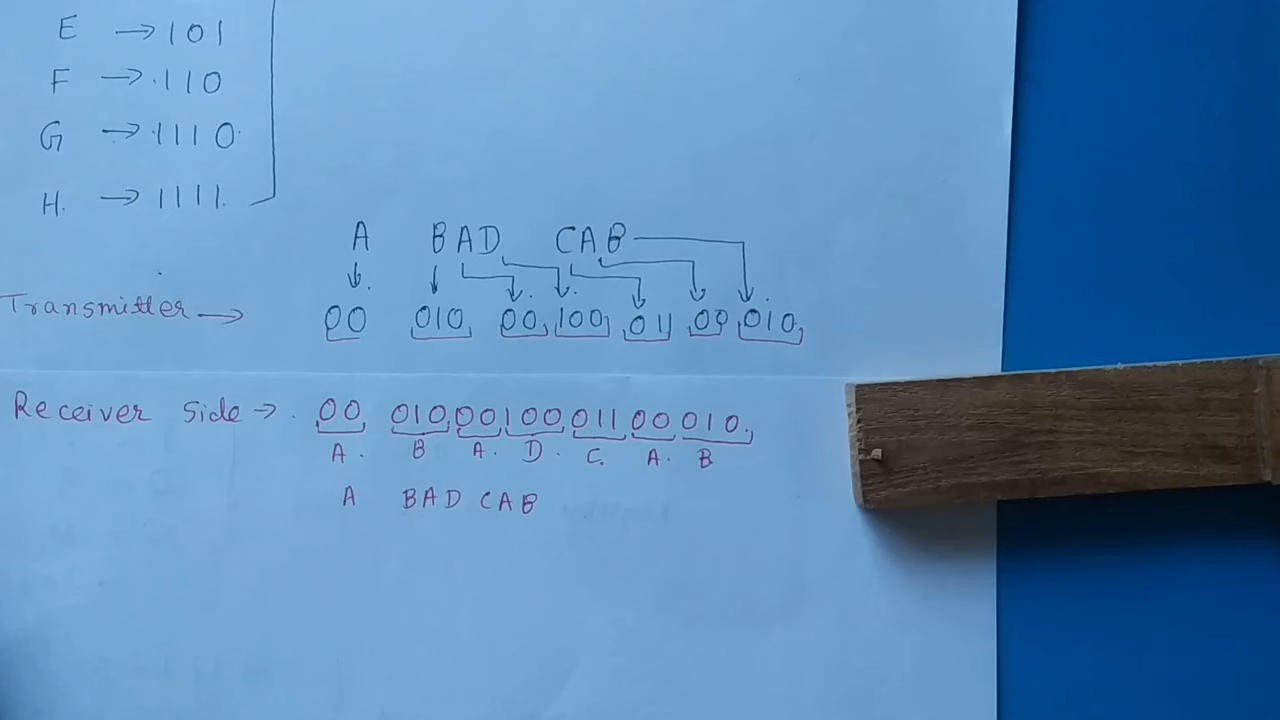 E → 101
F → 110
G → 1110
H. → 1111.
A BAD CAB
Transmitter → 00 010 00 100 011 00 010
Receiver side → 00 010 00 100 011 00 010.
A. B A. D. C. A. B
A BAD CAB